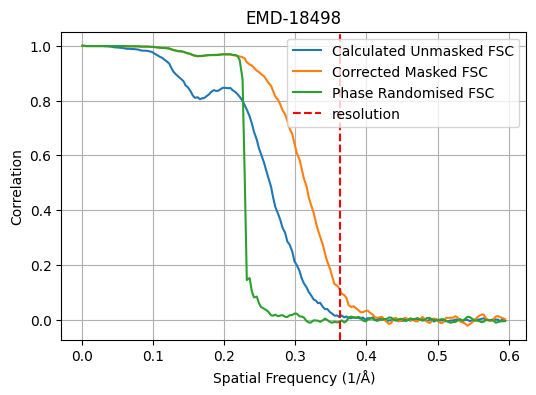 EMD-18498
Calculated Unmasked FSC
Corrected Masked FSC
Phase Randomised FSC
resolution
Correlation
1.0
0.8
0.6
0.4
0.2
0.0
0.0 0.1 0.2 0.3 0.4 0.5 0.6
Spatial Frequency (1/Å)